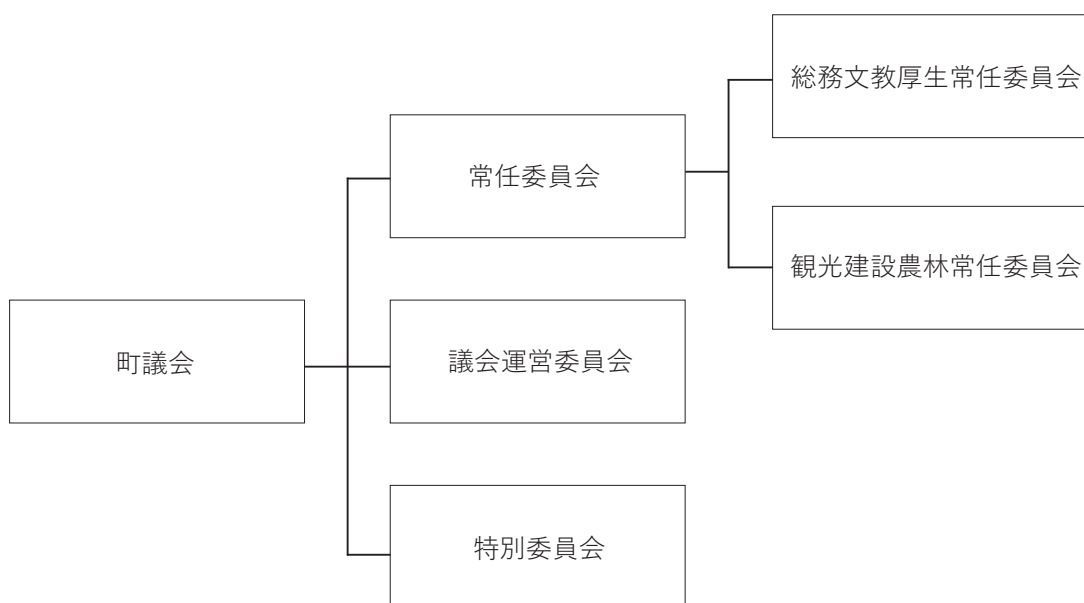 町議会
常任委員会
総務文教厚生常任委員会
観光建設農林常任委員会
議会運営委員会
特別委員会